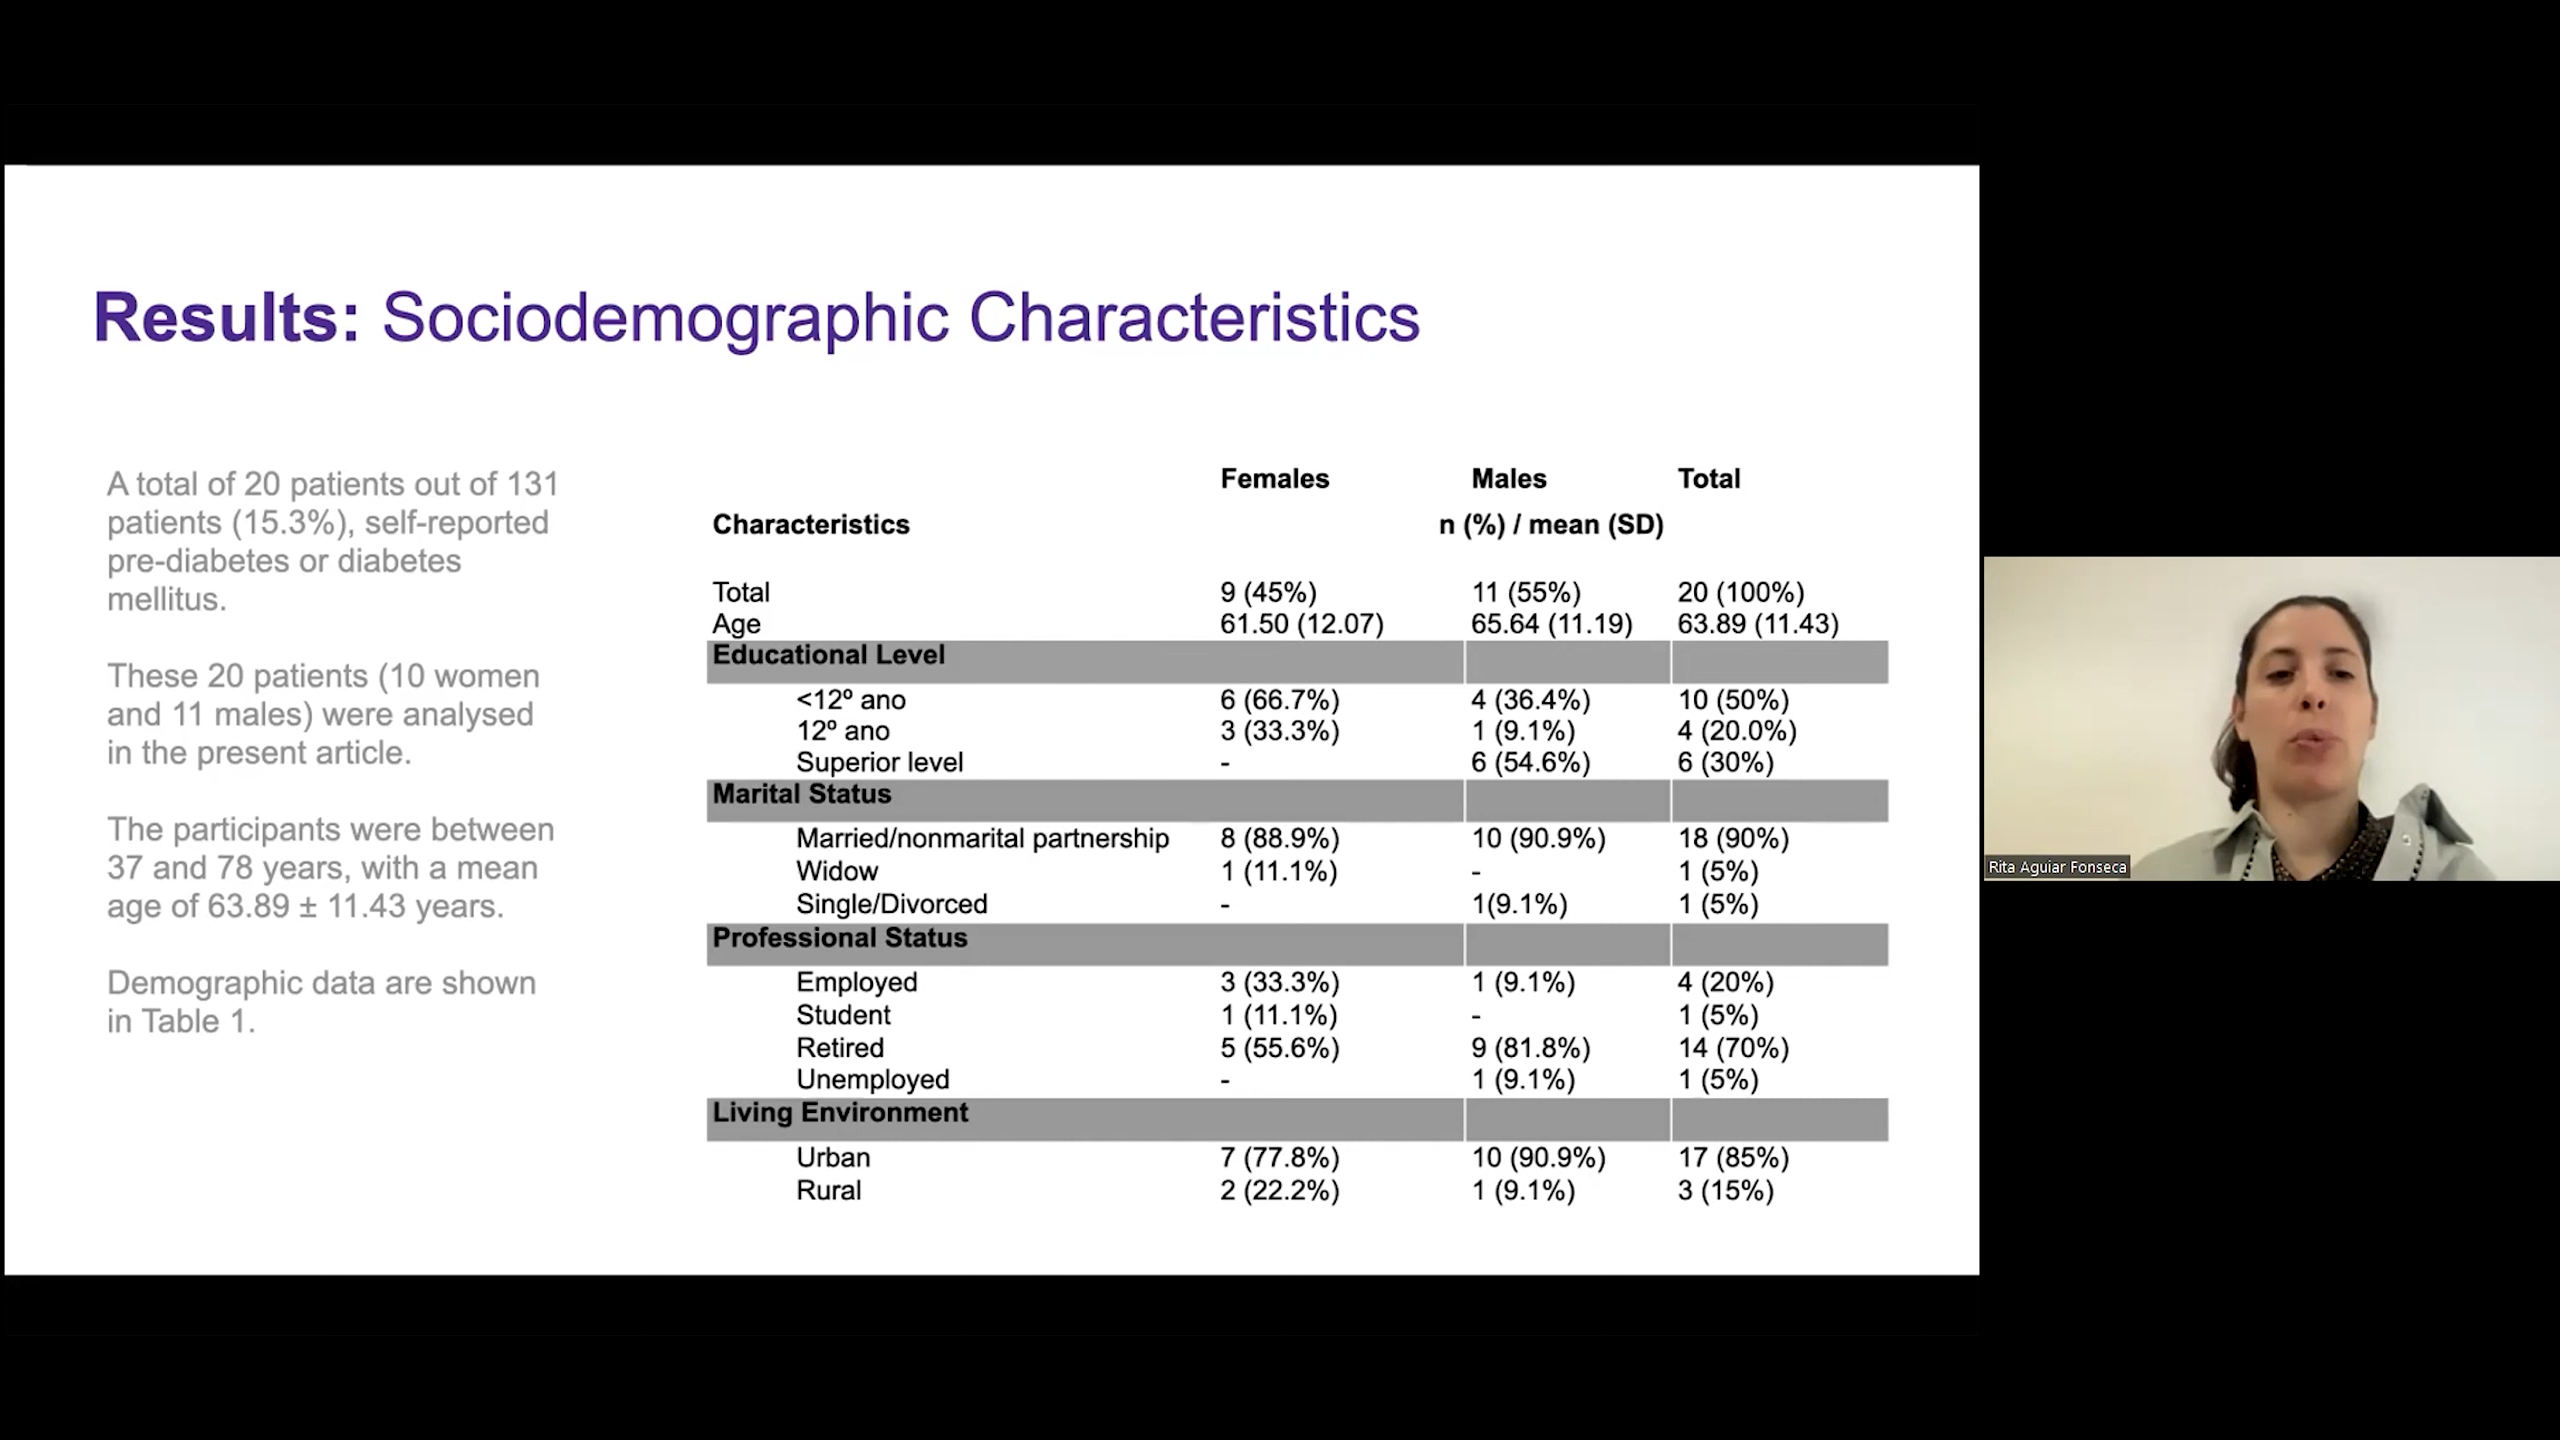 Results: Sociodemographic Characteristics
A total of 20 patients out of 131
patients (15.3%), self-reported
pre-diabetes or diabetes
mellitus.
These 20 patients (10 women
and 11 males) were analysed
in the present article.
The participants were between
37 and 78 years, with a mean
age of 63.89 ± 11.43 years.
Demographic data are shown
in Table 1.
Females Males Total
Characteristics n (%) / mean (SD)
Total 9 (45%) 11 (55%) 20 (100%)
Age 61.50 (12.07) 65.64 (11.19) 63.89 (11.43)
Educational Level
<12º ano 6 (66.7%) 4 (36.4%) 10 (50%)
12º ano 3 (33.3%) 1 (9.1%) 4 (20.0%)
Superior level - 6 (54.6%) 6 (30%)
Marital Status
Married/nonmarital partnership 8 (88.9%) 10 (90.9%) 18 (90%)
Widow 1 (11.1%) - 1 (5%)
Single/Divorced - 1(9.1%) 1 (5%)
Professional Status
Employed 3 (33.3%) 1 (9.1%) 4 (20%)
Student 1 (11.1%) - 1 (5%)
Retired 5 (55.6%) 9 (81.8%) 14 (70%)
Unemployed - 1 (9.1%) 1 (5%)
Living Environment
Urban 7 (77.8%) 10 (90.9%) 17 (85%)
Rural 2 (22.2%) 1 (9.1%) 3 (15%)
Rita Aguiar Fonseca